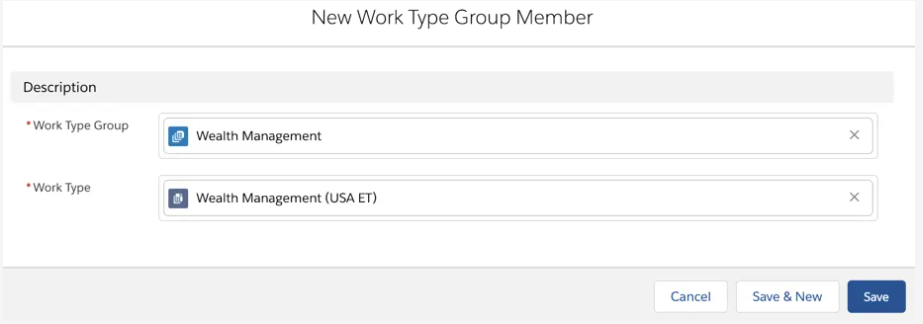 New Work Type Group Member
Description
* Work Type Group
Wealth Management
* Work Type
Wealth Management (USA ET)
Cancel
Save & New
Save